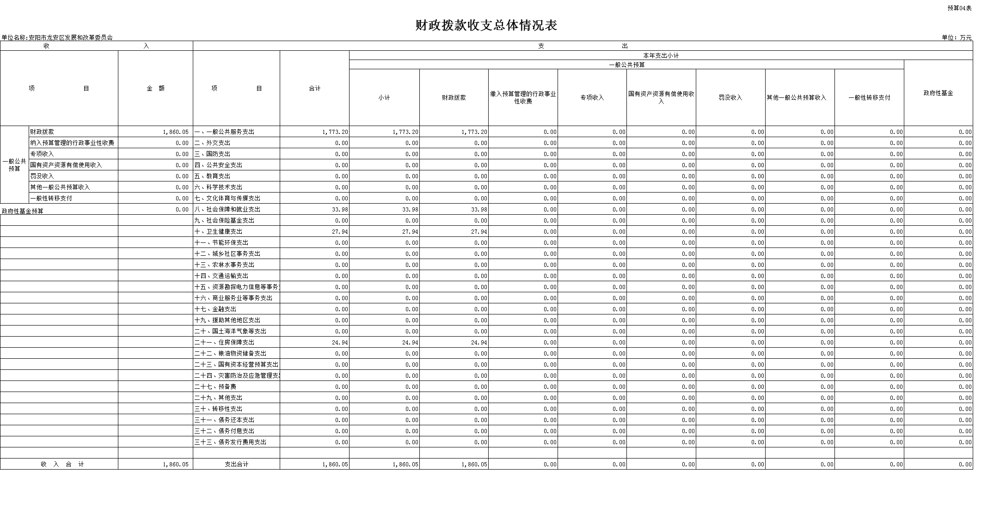 预算04表
财政拨款收支总体情况表
单位名称:安阳市龙安区发展和改革委员会 单位：万元
收 入 支 出
本年支出小计
一般公共预算
项 目 金 额 项 目 合计 政府性基金
小计 财政拨款 缴入预算管理的行政事业性收费 专项收入 国有资产资源有偿使用收入 罚没收入 其他一般公共预算收入 一般性转移支付
一般公共预算
财政拨款 1,860.05 一、一般公共服务支出 1,773.20 1,773.20 1,773.20 0.00 0.00 0.00 0.00 0.00 0.00 0.00
纳入预算管理的行政事业性收费 0.00 二、外交支出 0.00 0.00 0.00 0.00 0.00 0.00 0.00 0.00 0.00 0.00
专项收入 0.00 三、国防支出 0.00 0.00 0.00 0.00 0.00 0.00 0.00 0.00 0.00 0.00
国有资产资源有偿使用收入 0.00 四、公共安全支出 0.00 0.00 0.00 0.00 0.00 0.00 0.00 0.00 0.00 0.00
罚没收入 0.00 五、教育支出 0.00 0.00 0.00 0.00 0.00 0.00 0.00 0.00 0.00 0.00
其他一般公共预算收入 0.00 六、科学技术支出 0.00 0.00 0.00 0.00 0.00 0.00 0.00 0.00 0.00 0.00
一般性转移支付 0.00 七、文化体育与传媒支出 0.00 0.00 0.00 0.00 0.00 0.00 0.00 0.00 0.00 0.00
政府性基金预算 0.00 八、社会保障和就业支出 33.98 33.98 33.98 0.00 0.00 0.00 0.00 0.00 0.00 0.00
九、社会保险基金支出 0.00 0.00 0.00 0.00 0.00 0.00 0.00 0.00 0.00 0.00
十、卫生健康支出 27.94 27.94 27.94 0.00 0.00 0.00 0.00 0.00 0.00 0.00
十一、节能环保支出 0.00 0.00 0.00 0.00 0.00 0.00 0.00 0.00 0.00 0.00
十二、城乡社区事务支出 0.00 0.00 0.00 0.00 0.00 0.00 0.00 0.00 0.00 0.00
十三、农林水事务支出 0.00 0.00 0.00 0.00 0.00 0.00 0.00 0.00 0.00 0.00
十四、交通运输支出 0.00 0.00 0.00 0.00 0.00 0.00 0.00 0.00 0.00 0.00
十五、资源勘探电力信息等事务 0.00 0.00 0.00 0.00 0.00 0.00 0.00 0.00 0.00 0.00
十六、商业服务业等事务支出 0.00 0.00 0.00 0.00 0.00 0.00 0.00 0.00 0.00 0.00
十七、金融支出 0.00 0.00 0.00 0.00 0.00 0.00 0.00 0.00 0.00 0.00
十九、援助其他地区支出 0.00 0.00 0.00 0.00 0.00 0.00 0.00 0.00 0.00 0.00
二十、国土海洋气象等支出 0.00 0.00 0.00 0.00 0.00 0.00 0.00 0.00 0.00 0.00
二十一、住房保障支出 24.94 24.94 24.94 0.00 0.00 0.00 0.00 0.00 0.00 0.00
二十二、粮油物资储备支出 0.00 0.00 0.00 0.00 0.00 0.00 0.00 0.00 0.00 0.00
二十三、国有资本经营预算支出 0.00 0.00 0.00 0.00 0.00 0.00 0.00 0.00 0.00 0.00
二十四、灾害防治及应急管理支 0.00 0.00 0.00 0.00 0.00 0.00 0.00 0.00 0.00 0.00
二十七、预备费 0.00 0.00 0.00 0.00 0.00 0.00 0.00 0.00 0.00 0.00
二十九、其他支出 0.00 0.00 0.00 0.00 0.00 0.00 0.00 0.00 0.00 0.00
三十、转移性支出 0.00 0.00 0.00 0.00 0.00 0.00 0.00 0.00 0.00 0.00
三十一、债务还本支出 0.00 0.00 0.00 0.00 0.00 0.00 0.00 0.00 0.00 0.00
三十二、债务付息支出 0.00 0.00 0.00 0.00 0.00 0.00 0.00 0.00 0.00 0.00
三十三、债务发行费用支出 0.00 0.00 0.00 0.00 0.00 0.00 0.00 0.00 0.00 0.00
收 入 合 计 1,860.05 支出合计 1,860.05 1,860.05 1,860.05 0.00 0.00 0.00 0.00 0.00 0.00 0.00